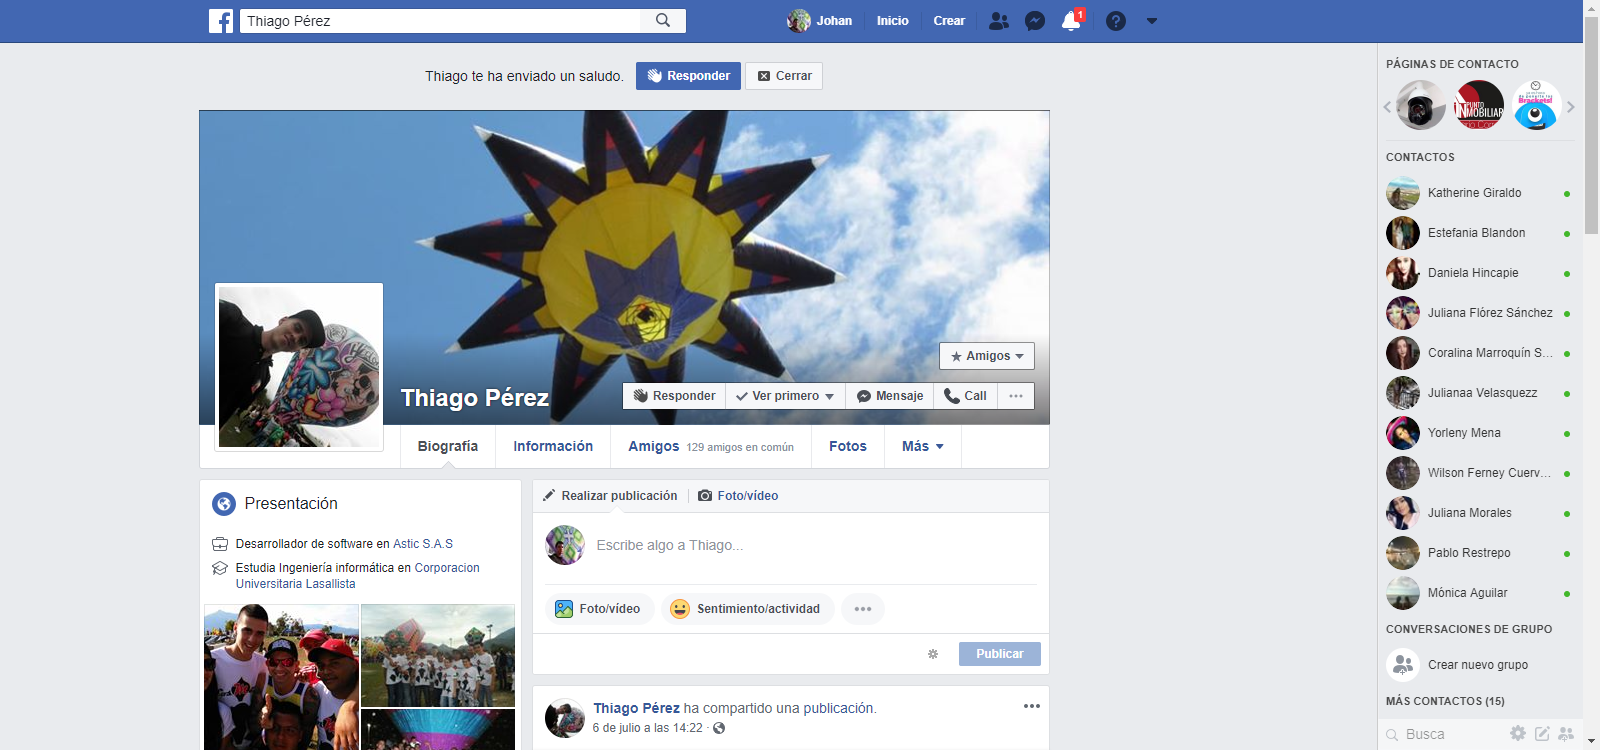 Thiago Pérez
Johan
Inicio
Crear
1
Thiago te ha enviado un saludo.
Responder
Cerrar
Amigos
Thiago Pérez
Responder
Ver primero
Mensaje
Call
Biografía
Información
Amigos 129 amigos en común
Fotos
Más
Presentación
Desarrollador de software en Astic S.A.S
Estudia Ingeniería informática en Corporacion
Universitaria Lasallista
Realizar publicación
Foto/vídeo
Escribe algo a Thiago...
Foto/vídeo
Sentimiento/actividad
Publicar
Thiago Pérez ha compartido una publicación.
6 de julio a las 14:22 ·
PÁGINAS DE CONTACTO
PUNTO
INMOBILIAR
Brackets!
CONTACTOS
Katherine Giraldo
Estefania Blandon
Daniela Hincapie
Juliana Flórez Sánchez
Coralina Marroquín S...
Julianaa Velasquezz
Yorleny Mena
Wilson Ferney Cuerv...
Juliana Morales
Pablo Restrepo
Mónica Aguilar
CONVERSACIONES DE GRUPO
Crear nuevo grupo
MÁS CONTACTOS (15)
Busca